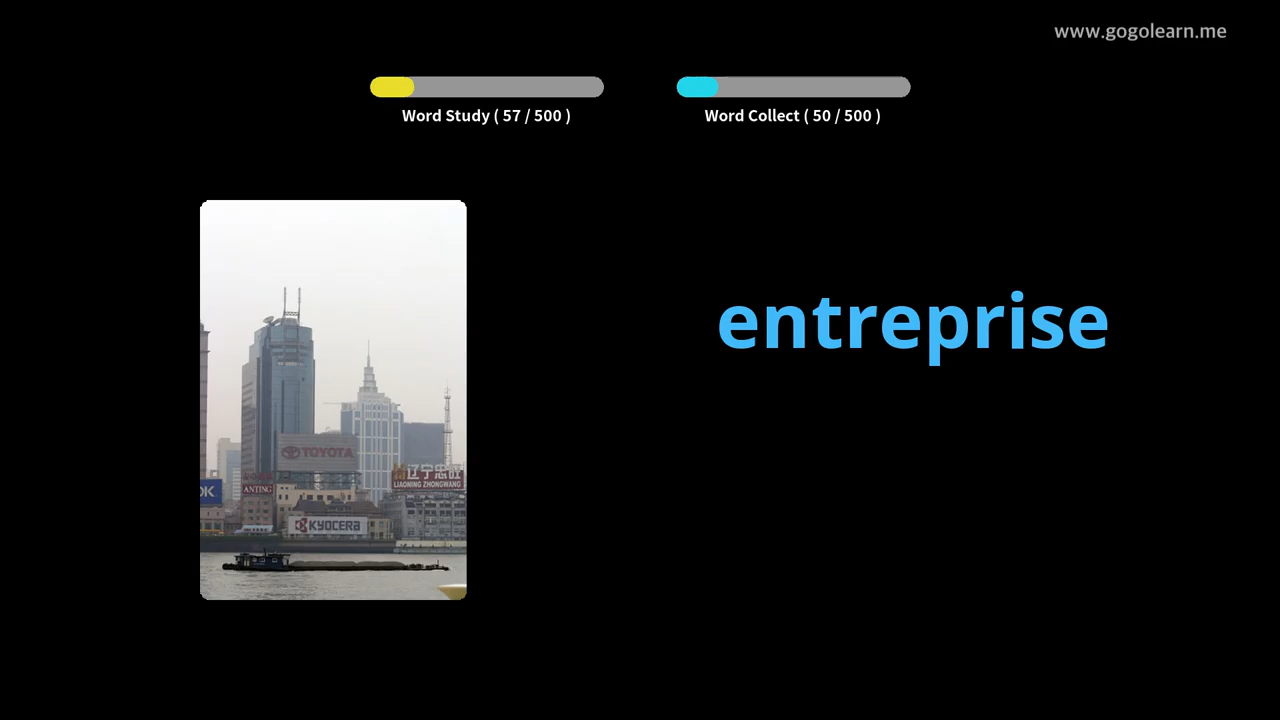 www.gogolearn.me
Word Study ( 57 / 500 )
Word Collect ( 50 / 500 )
entreprise
TOYOTA
辽宁忠旺
LIAONING ZHONGWANG
ANTING
KYOCERA